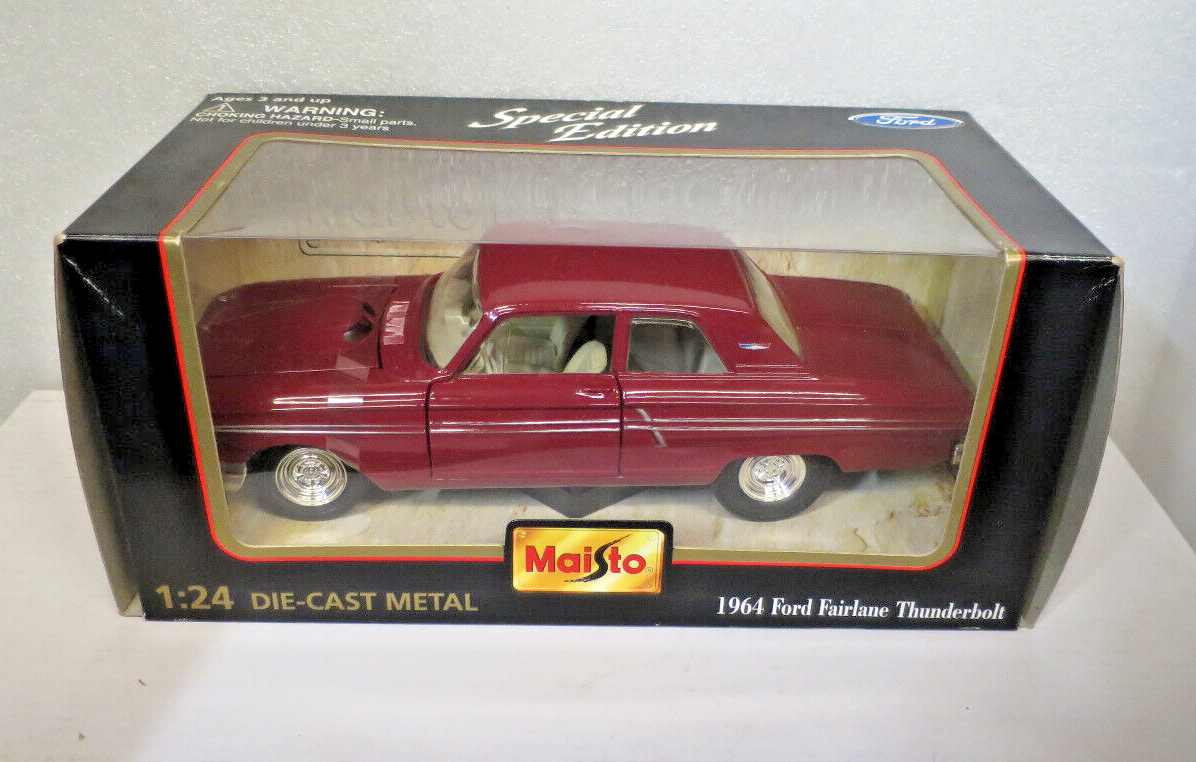 Ages 3 and up
WARNING:
CHOKING HAZARD-Small parts.
Not for children under 3 years
Special
Edition
Ford
Maisto
1:24 DIE-CAST METAL
1964 Ford Fairlane Thunderbolt